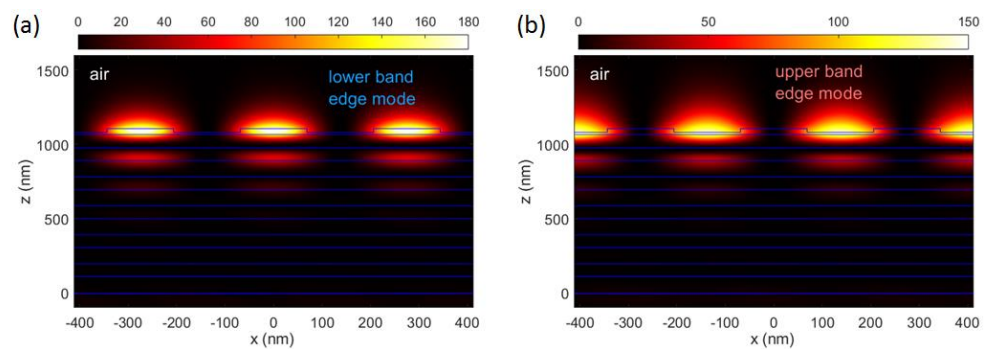 (a)
0 20 40 60 80 100 120 140 160 180
air
lower band
edge mode
1500
1000
500
0
z (nm)
-400 -300 -200 -100 0 100 200 300 400
x (nm)
(b)
0 50 100 150
air
upper band
edge mode
1500
1000
500
0
z (nm)
-400 -300 -200 -100 0 100 200 300 400
x (nm)